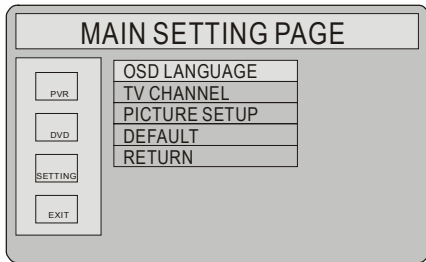 MAIN SETTING PAGE
PVR
DVD
SETTING
EXIT
OSD LANGUAGE
TV CHANNEL
PICTURE SETUP
DEFAULT
RETURN